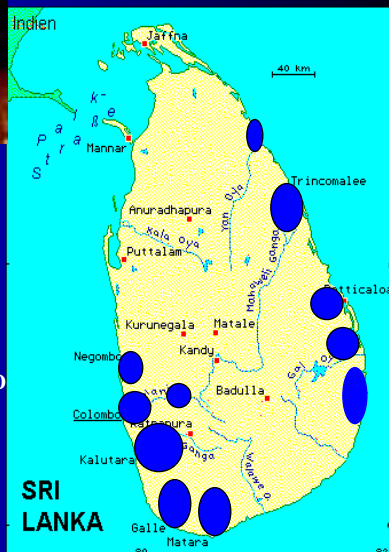 Indien
Jaffna
40 km
Palk-
Straße
Mannar
Trincomalee
Yan Oya
Anuradhapura
Kala Oya
Mahaweli Ganga
Puttalam
Batticaloa
Kurunegala
Matale
Kandy
Gal
Negombo
Badulla
Colombo
Ratnapura
Ganga
Kalutara
Walawe G.
SRI
LANKA
Galle
Matara